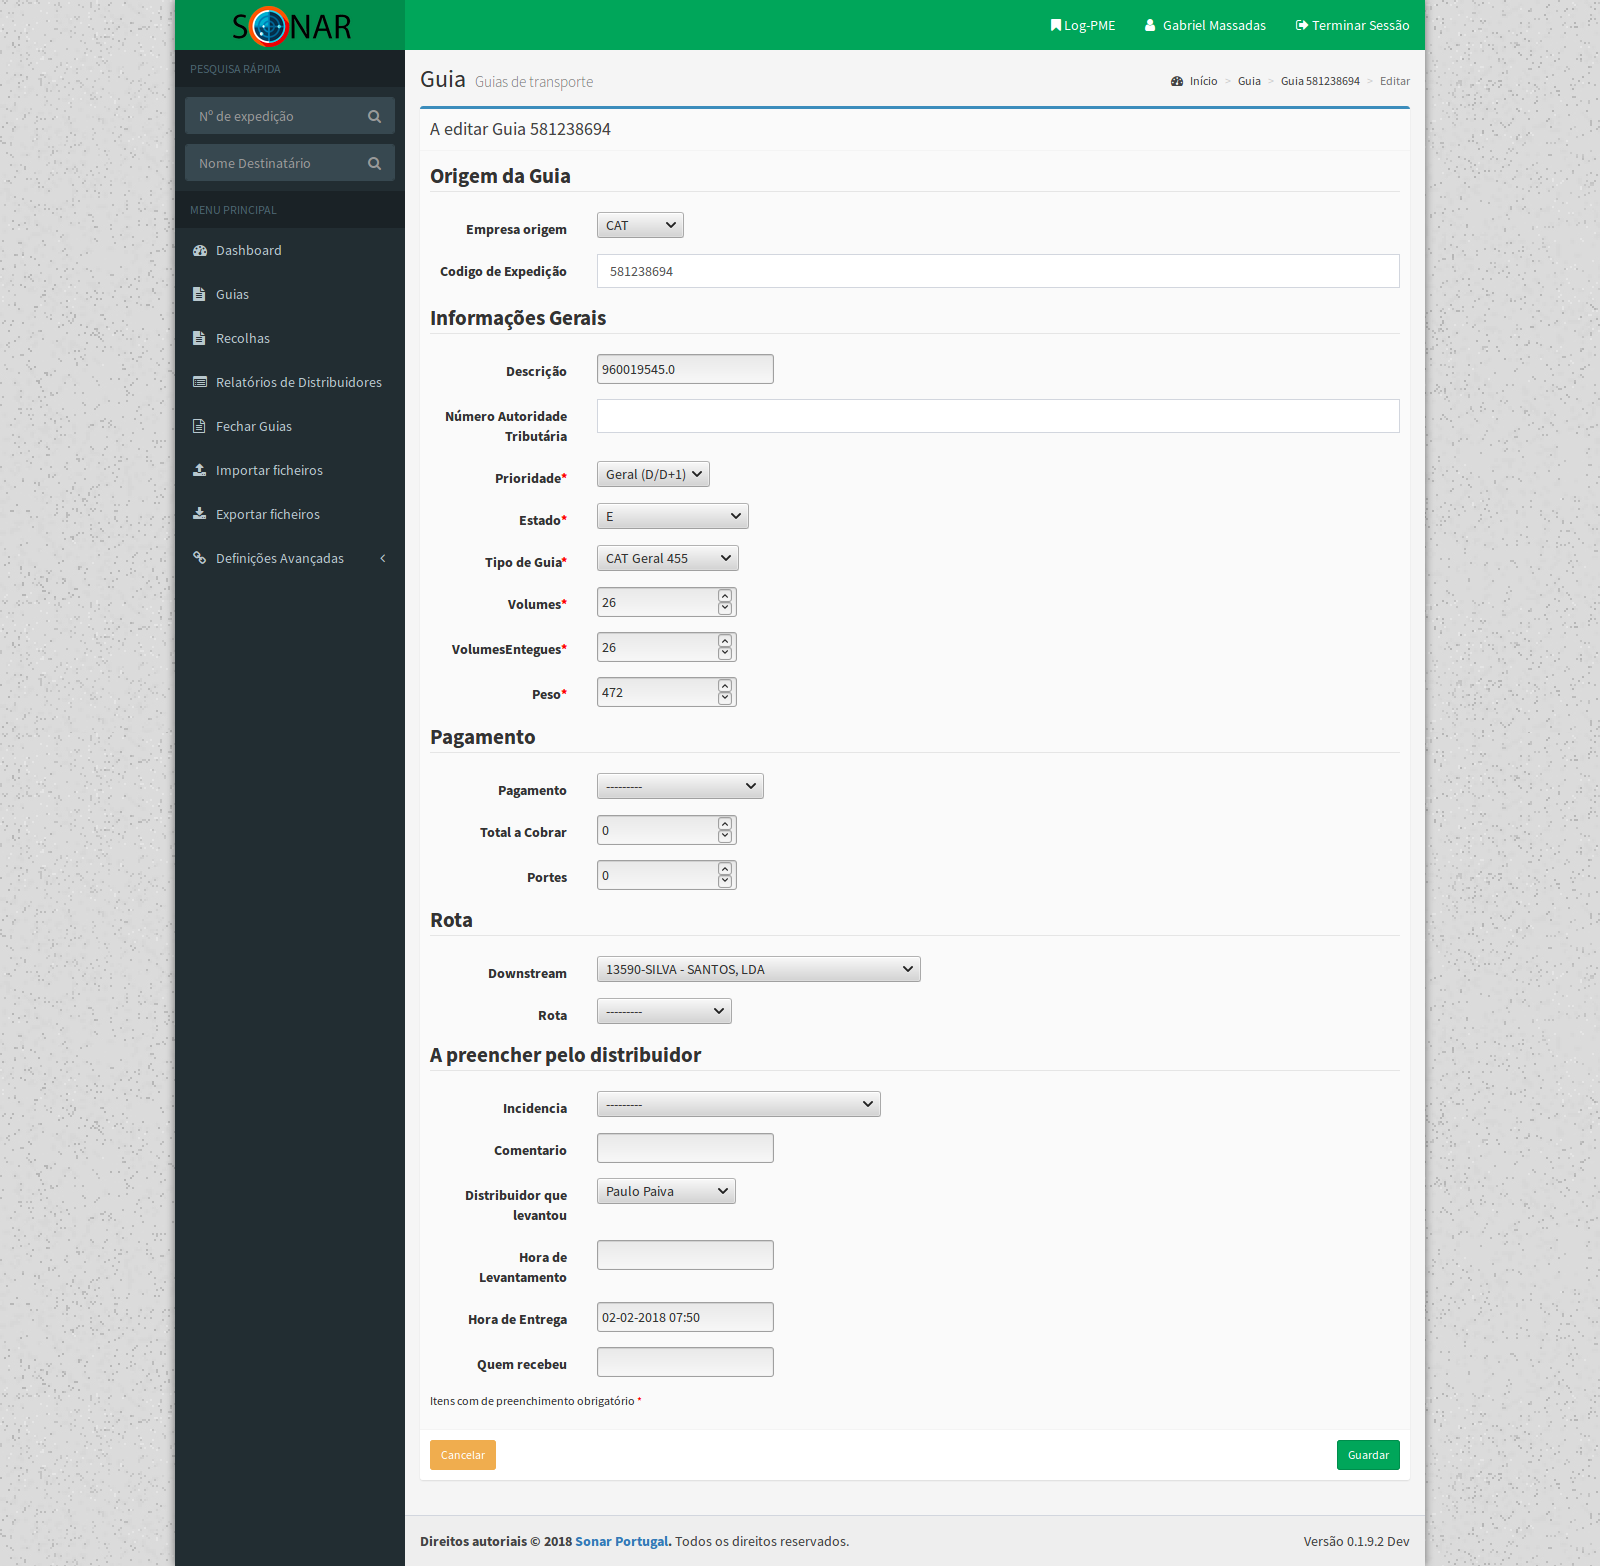 SONAR
Log-PME
Gabriel Massadas
Terminar Sessão
PESQUISA RÁPIDA
Nº de expedição
Nome Destinatário
MENU PRINCIPAL
Dashboard
Guias
Recolhas
Relatórios de Distribuidores
Fechar Guias
Importar ficheiros
Exportar ficheiros
Definições Avançadas
Guia Guias de transporte
Início > Guia > Guia 581238694 > Editar
A editar Guia 581238694
Origem da Guia
Empresa origem CAT
Codigo de Expedição 581238694
Informações Gerais
Descrição 960019545.0
Número Autoridade
Tributária
Prioridade* Geral (D/D+1)
Estado* E
Tipo de Guia* CAT Geral 455
Volumes* 26
VolumesEntegues* 26
Peso* 472
Pagamento
Pagamento ---------
Total a Cobrar 0
Portes 0
Rota
Downstream 13590-SILVA - SANTOS, LDA
Rota ---------
A preencher pelo distribuidor
Incidencia ---------
Comentario
Distribuidor que
levantou
Paulo Paiva
Hora de
Levantamento
Hora de Entrega 02-02-2018 07:50
Quem recebeu
Itens com de preenchimento obrigatório *
Cancelar
Guardar
Direitos autoriais © 2018 Sonar Portugal. Todos os direitos reservados.
Versão 0.1.9.2 Dev